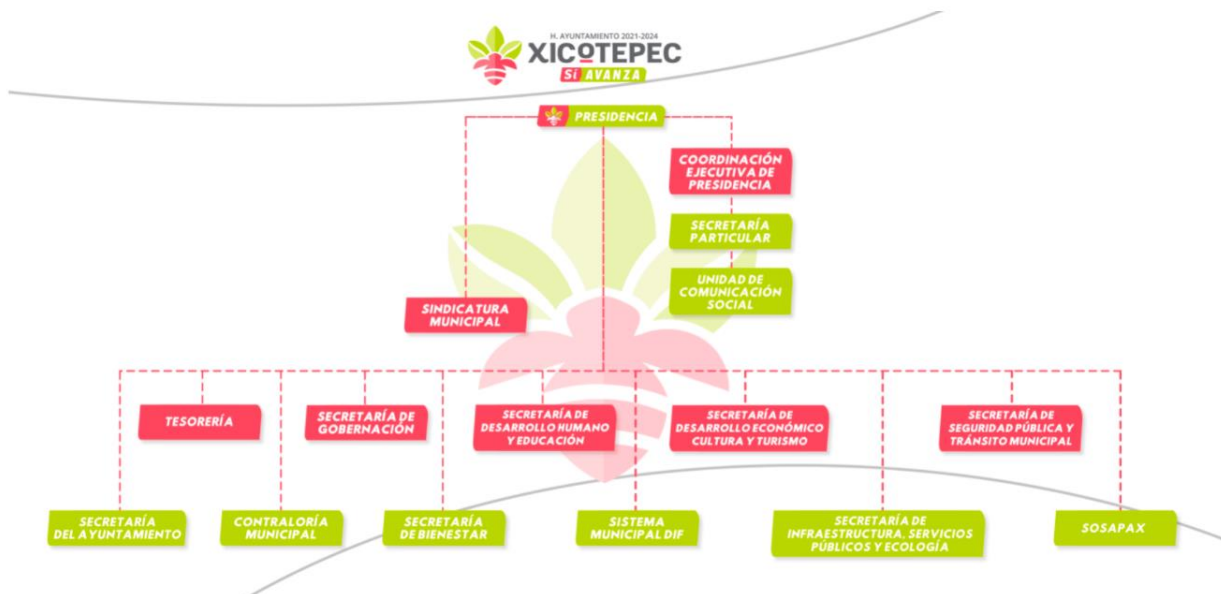 H. AYUNTAMIENTO 2021-2024
XICOTEPEC
Sí AVANZA
PRESIDENCIA
COORDINACIÓN
EJECUTIVA DE
PRESIDENCIA
SECRETARÍA
PARTICULAR
UNIDAD DE
COMUNICACIÓN
SOCIAL
SINDICATURA
MUNICIPAL
TESORERÍA
SECRETARÍA DE
GOBERNACIÓN
SECRETARÍA DE
DESARROLLO HUMANO
Y EDUCACIÓN
SECRETARÍA DE
DESARROLLO ECONÓMICO
CULTURA Y TURISMO
SECRETARÍA DE
SEGURIDAD PÚBLICA Y
TRÁNSITO MUNICIPAL
SECRETARÍA
DEL AYUNTAMIENTO
CONTRALORÍA
MUNICIPAL
SECRETARÍA
DE BIENESTAR
SISTEMA
MUNICIPAL DIF
SECRETARÍA DE
INFRAESTRUCTURA, SERVICIOS
PÚBLICOS Y ECOLOGÍA
SOSAPAX